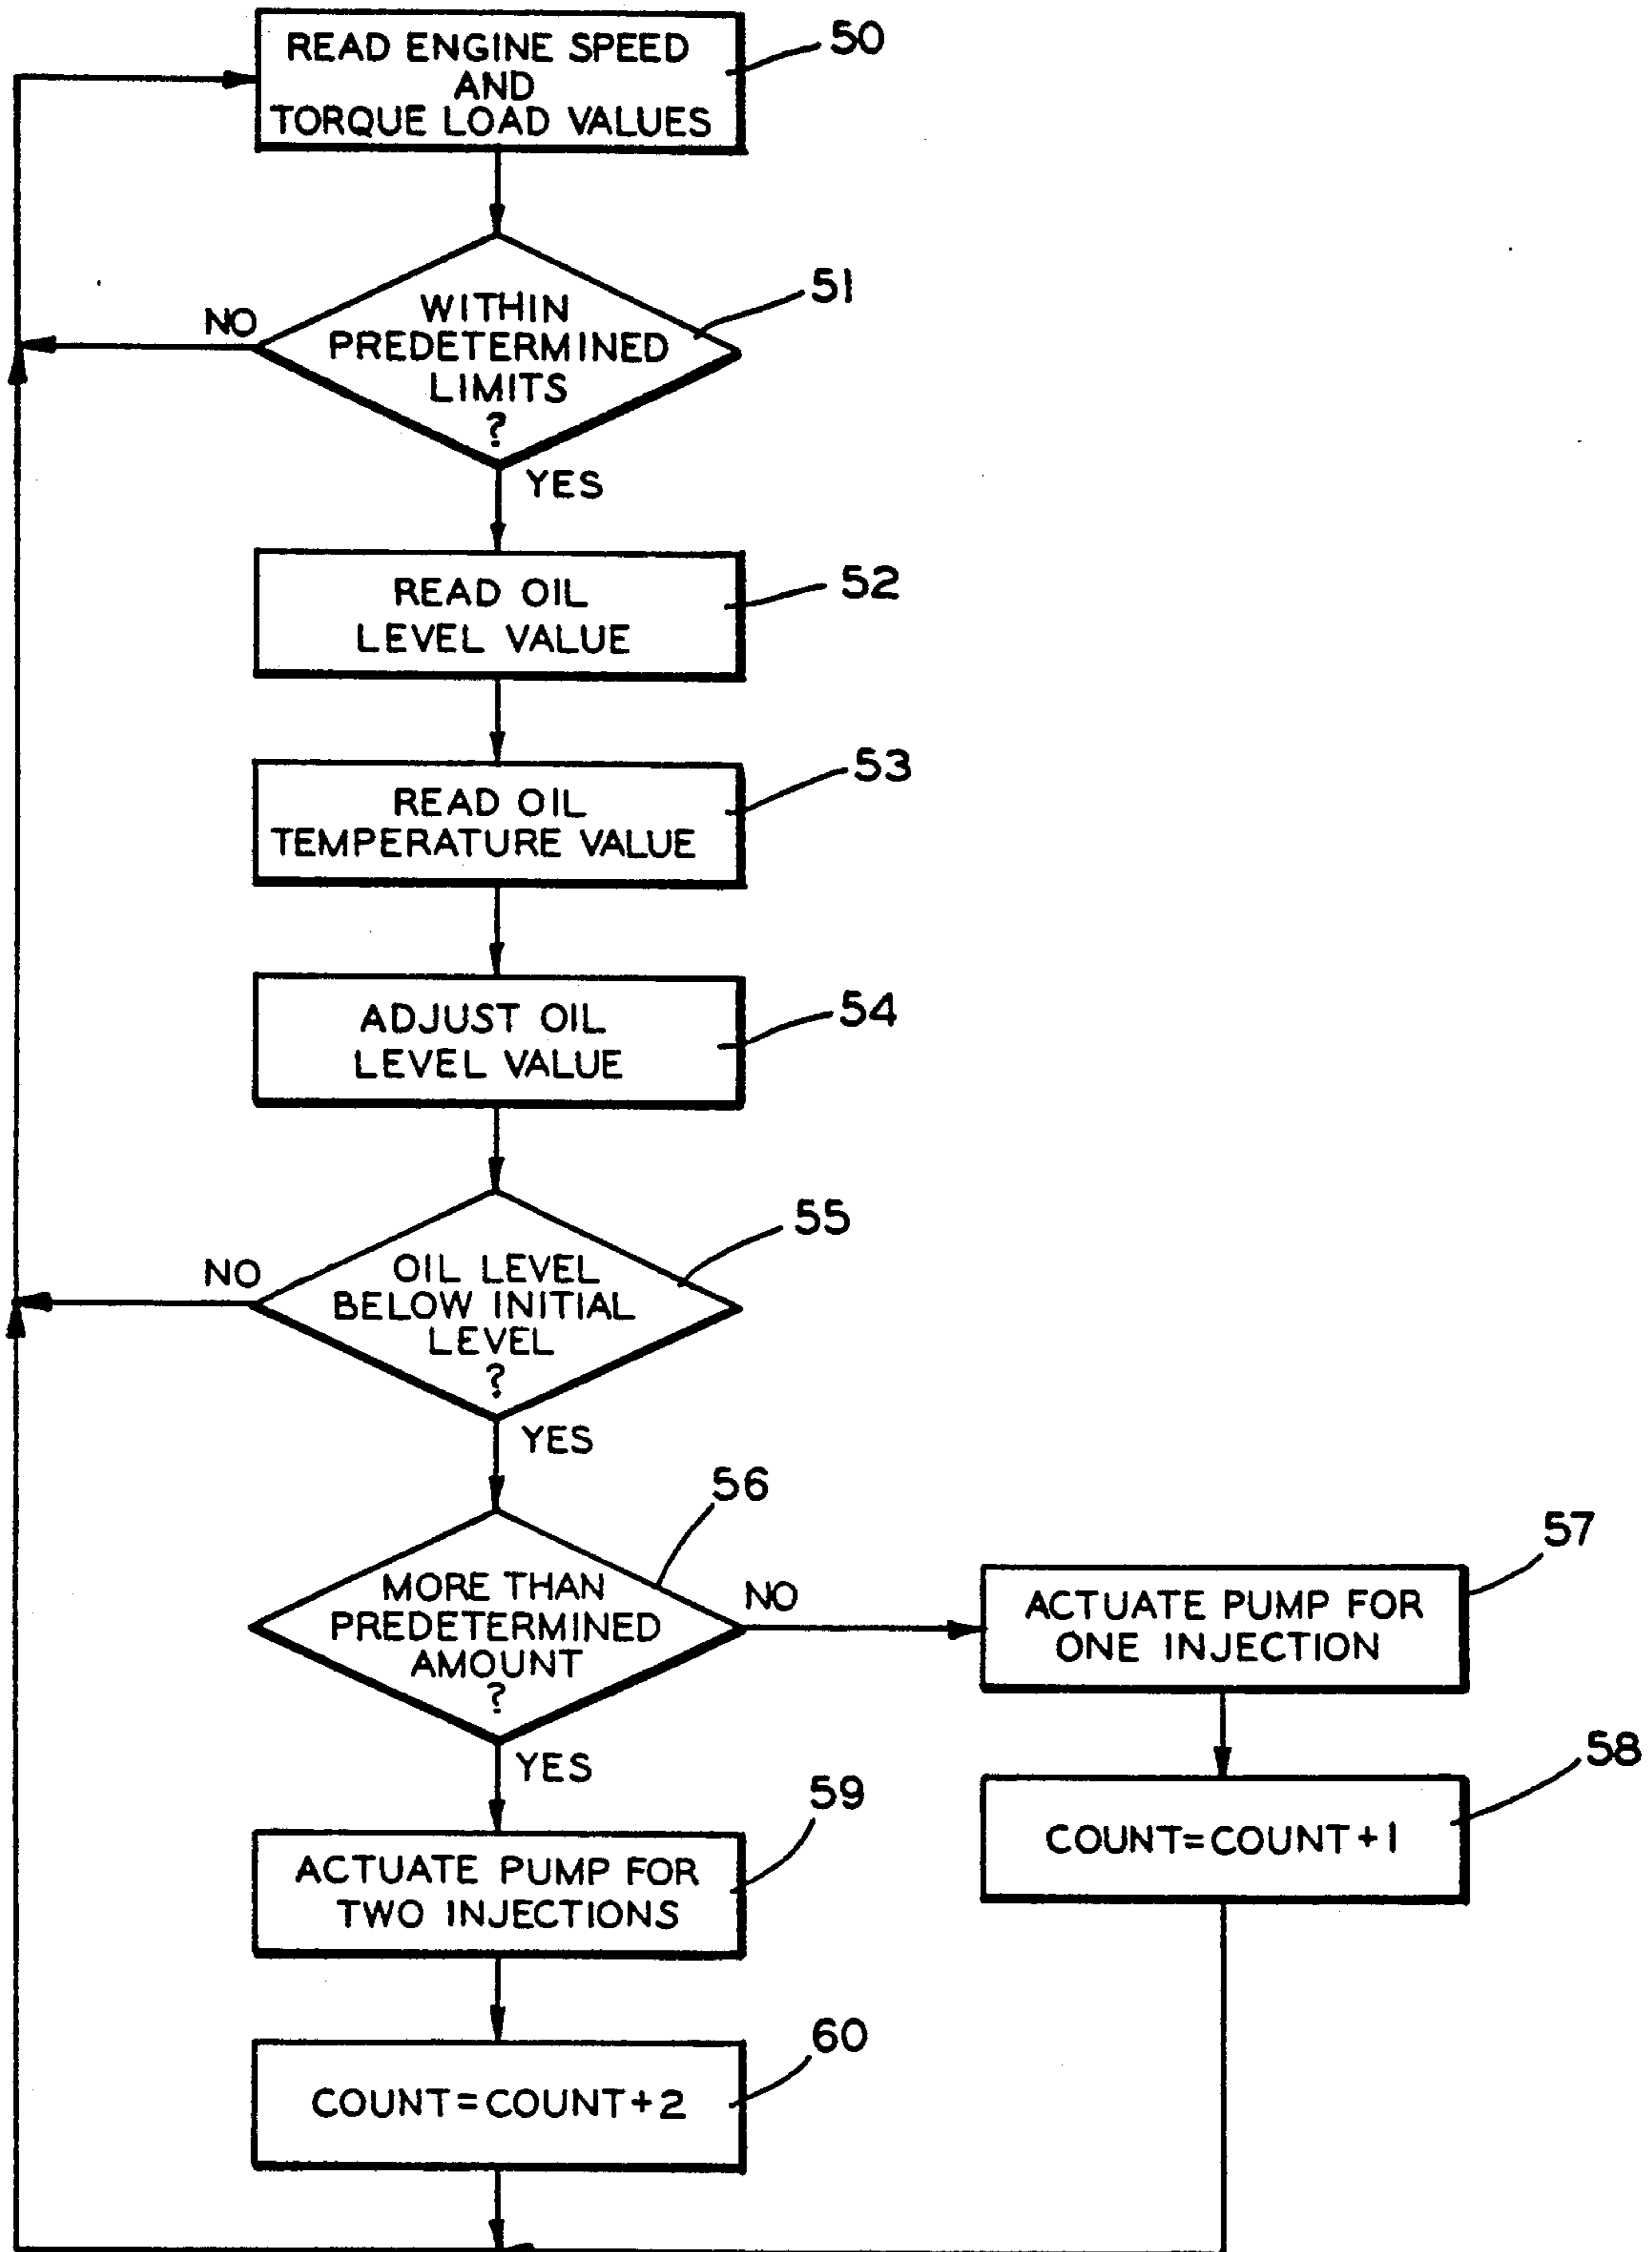 READ ENGINE SPEED
AND
TORQUE LOAD VALUES
50
WITHIN
PREDETERMINED
LIMITS
?
51
NO
YES
READ OIL
LEVEL VALUE
52
READ OIL
TEMPERATURE VALUE
53
ADJUST OIL
LEVEL VALUE
54
OIL LEVEL
BELOW INITIAL
LEVEL
?
55
NO
YES
MORE THAN
PREDETERMINED
AMOUNT
?
56
NO
YES
ACTUATE PUMP FOR
ONE INJECTION
57
COUNT=COUNT+1
58
ACTUATE PUMP FOR
TWO INJECTIONS
59
COUNT=COUNT+2
60